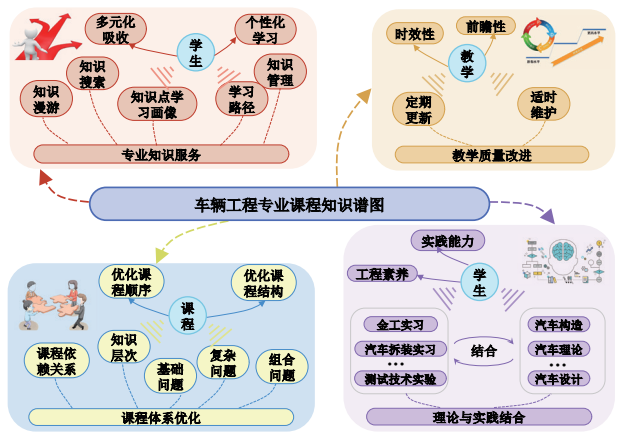 多元化
吸收
学
生
个性化
学习
知识
漫游
知识
搜索
知识点学
习画像
学习
路径
知识
管理
专业知识服务
时效性
前瞻性
教
学
定期
更新
适时
维护
教学质量改进
车辆工程专业课程知识谱图
优化课
程顺序
课
程
优化课
程结构
课程依
赖关系
知识
层次
基础
问题
复杂
问题
组合
问题
课程体系优化
实践能力
工程素养
学
生
金工实习
汽车拆装实习
•••
测试技术实验
结合
汽车构造
汽车理论
•••
汽车设计
理论与实践结合